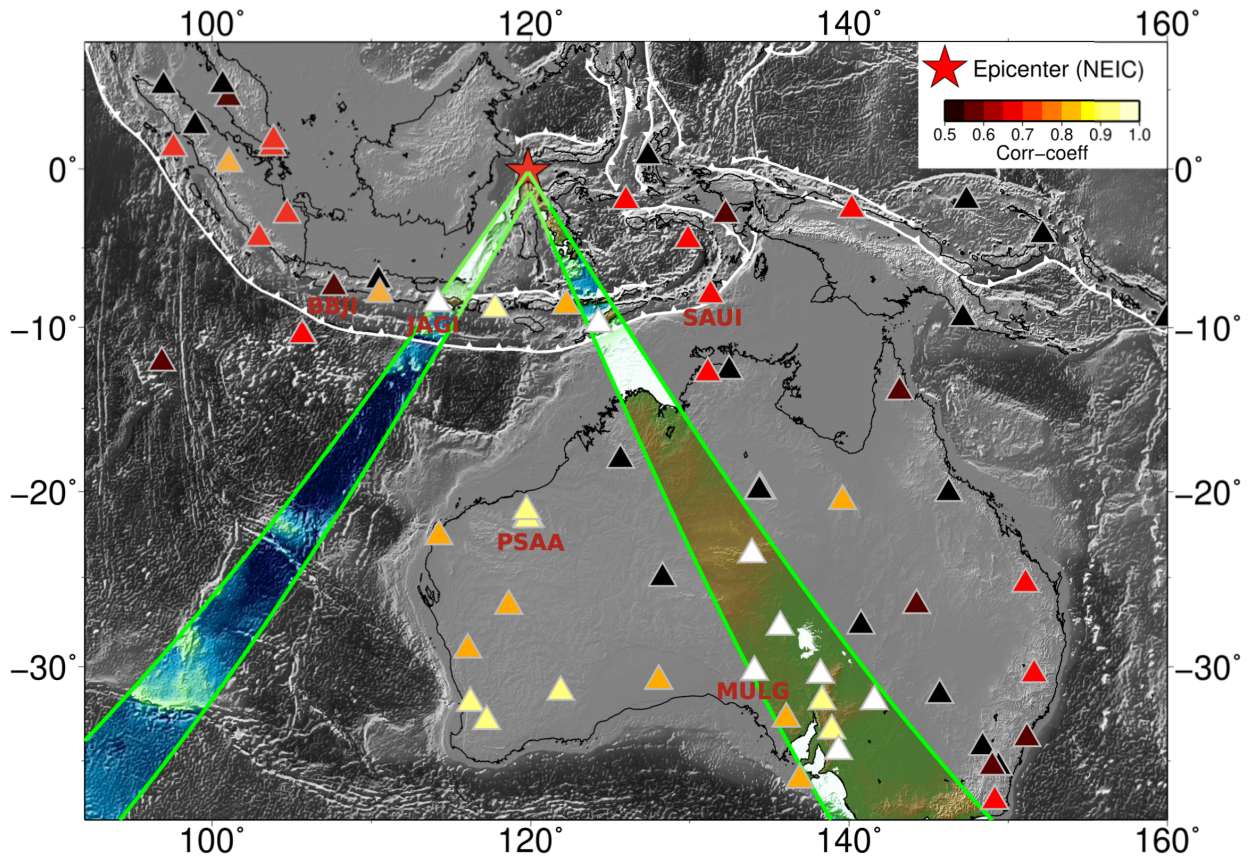 100˚ 120˚ 140˚ 160˚
Epicenter (NEIC)
0.5 0.6 0.7 0.8 0.9 1.0
Corr-coeff
0˚ 0˚
BBJI
JAGI
SAUI
−10˚ −10˚
−20˚ −20˚
PSAA
−30˚ −30˚
MULG
100˚ 120˚ 140˚ 160˚